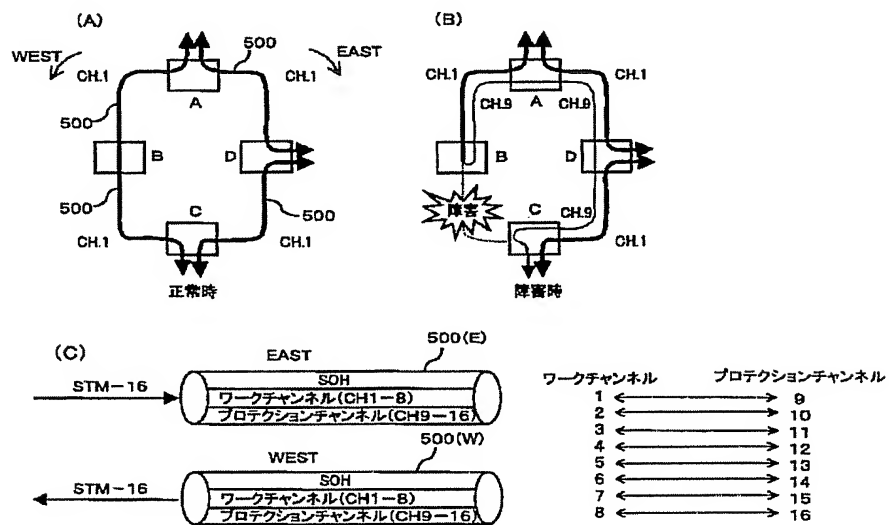 (A)
WEST
500
EAST
CH.1
CH.1
500
A
B
D
500
500
C
CH.1
CH.1
正常時
(B)
CH.1
A
CH.1
CH.9
CH.9
B
D
障害
C
CH.9
CH.1
障害時
(C)
EAST
500(E)
STM-16
SOH
ワークチャンネル(CH1-8)
プロテクションチャンネル(CH9-16)
WEST
500(W)
STM-16
SOH
ワークチャンネル(CH1-8)
プロテクションチャンネル(CH9-16)
ワークチャンネル プロテクションチャンネル
1 9
2 10
3 11
4 12
5 13
6 14
7 15
8 16